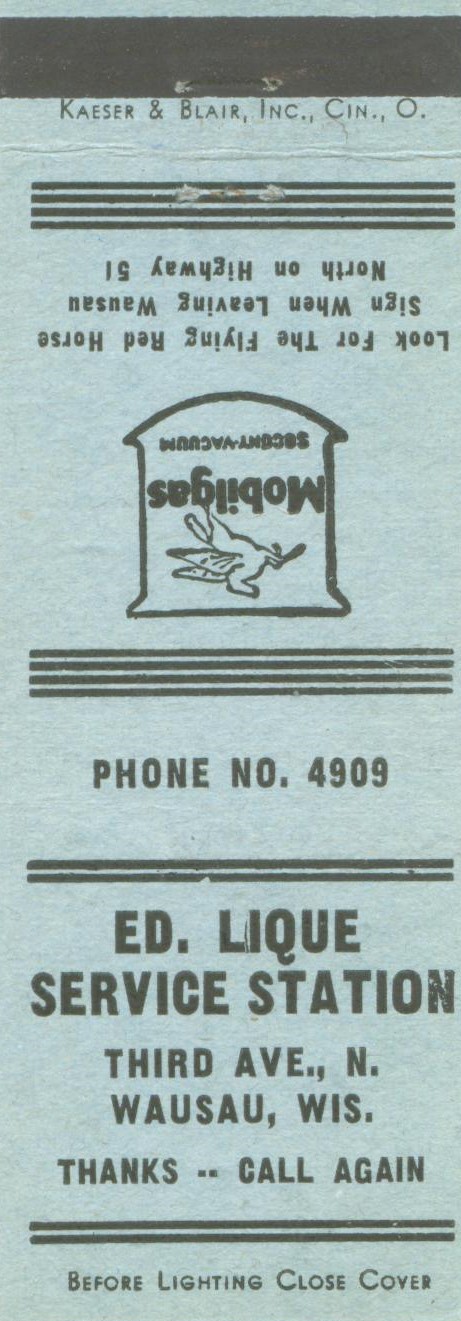 KAESER & BLAIR, INC., CIN., O.
Look For The Flying Red Horse
Sign When Leaving Wausau
North on Highway 51
Mobilgas
SOCONY-VACUUM
PHONE NO. 4909
ED. LIQUE
SERVICE STATION
THIRD AVE., N.
WAUSAU, WIS.
THANKS -- CALL AGAIN
BEFORE LIGHTING CLOSE COVER